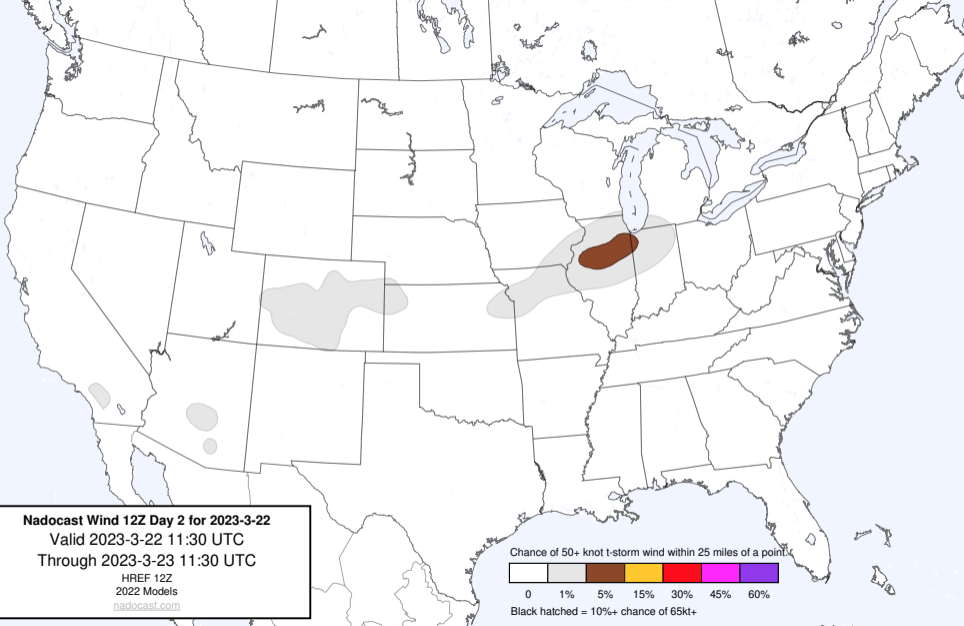 Nadocast Wind 12Z Day 2 for 2023-3-22
Valid 2023-3-22 11:30 UTC
Through 2023-3-23 11:30 UTC
HREF 12Z
2022 Models
nadocast.com
Chance of 50+ knot t-storm wind within 25 miles of a point.
0 1% 5% 15% 30% 45% 60%
Black hatched = 10%+ chance of 65kt+